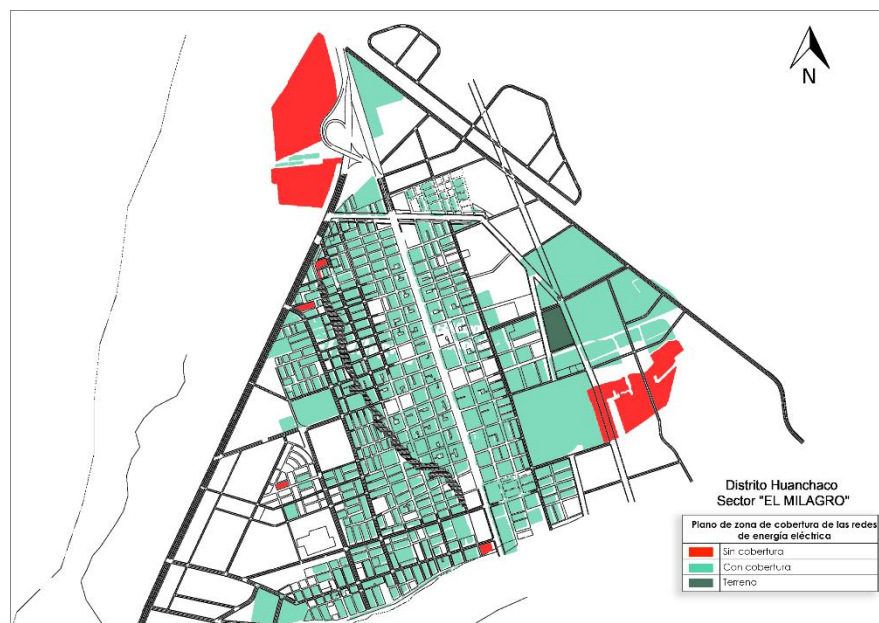 N
Distrito Huanchaco
Sector "EL MILAGRO"
Plano de zona de cobertura de las redes
de energía eléctrica
Sin cobertura
Con cobertura
Terreno